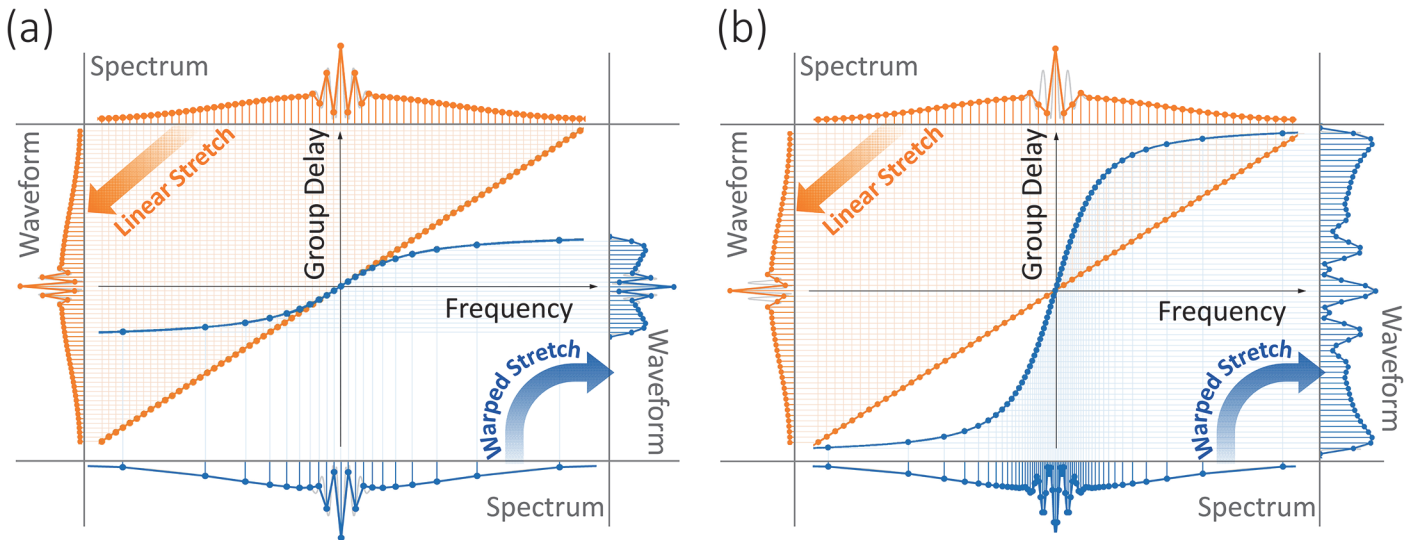 (a)
Spectrum
Waveform
Linear Stretch
Group Delay
Frequency
Warped Stretch
Waveform
Spectrum
(b)
Spectrum
Waveform
Linear Stretch
Group Delay
Frequency
Warped Stretch
Waveform
Spectrum